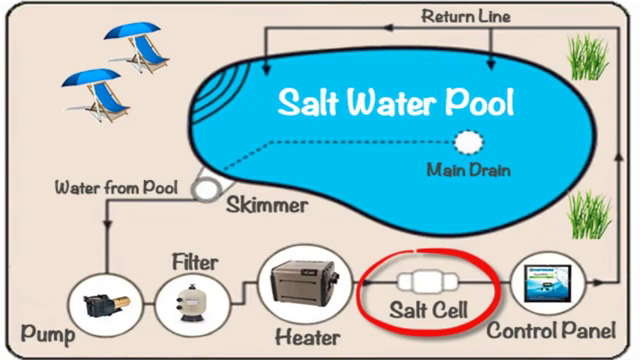 Return Line
Salt Water Pool
Main Drain
Water from Pool
Skimmer
Filter
Salt Cell
Pump
Heater
Control Panel